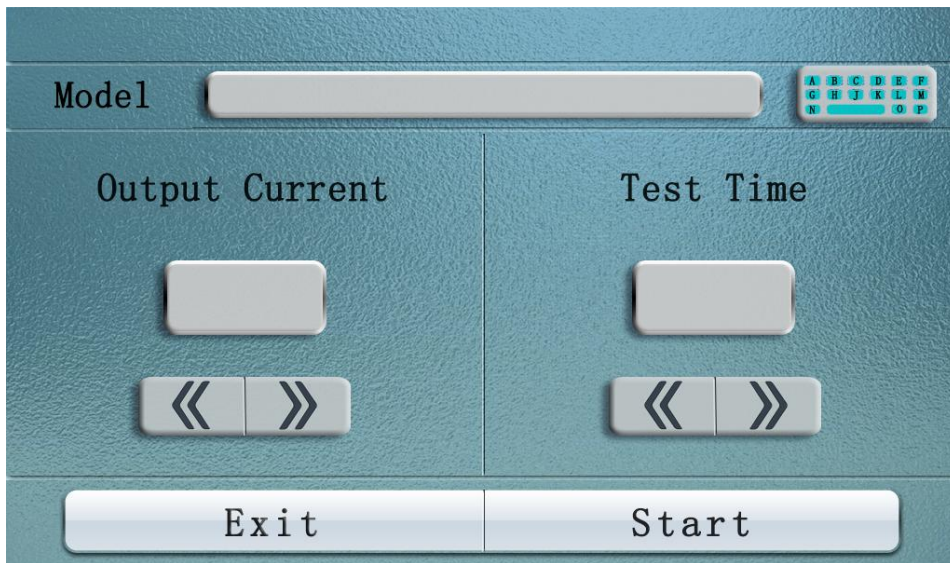 Model
A B C D E F
G H J K L M
N O P
Output Current Test Time
« » « »
Exit Start